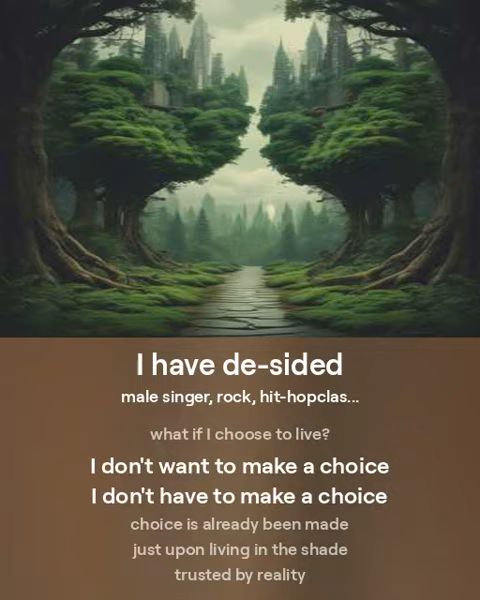 I have de-sided
male singer, rock, hit-hopclas...
what if I choose to live?
I don't want to make a choice
I don't have to make a choice
choice is already been made
just upon living in the shade
trusted by reality